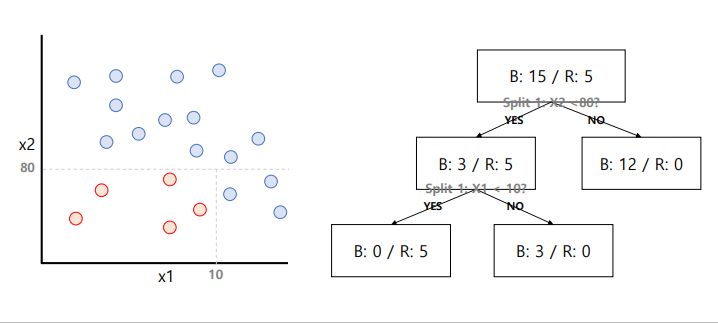 x2
80
x1
10
B: 15 / R: 5
Split 1: X2 < 80?
YES
NO
B: 3 / R: 5
B: 12 / R: 0
Split 1: X1 < 10?
YES
NO
B: 0 / R: 5
B: 3 / R: 0